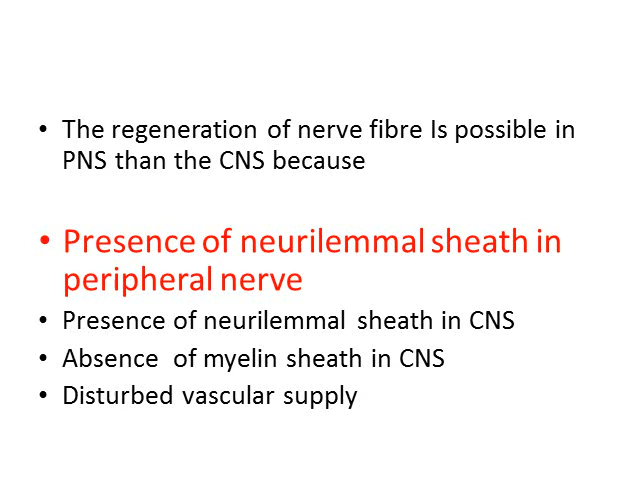 • The regeneration of nerve fibre Is possible in
PNS than the CNS because
• Presence of neurilemmal sheath in
peripheral nerve
• Presence of neurilemmal sheath in CNS
• Absence of myelin sheath in CNS
• Disturbed vascular supply